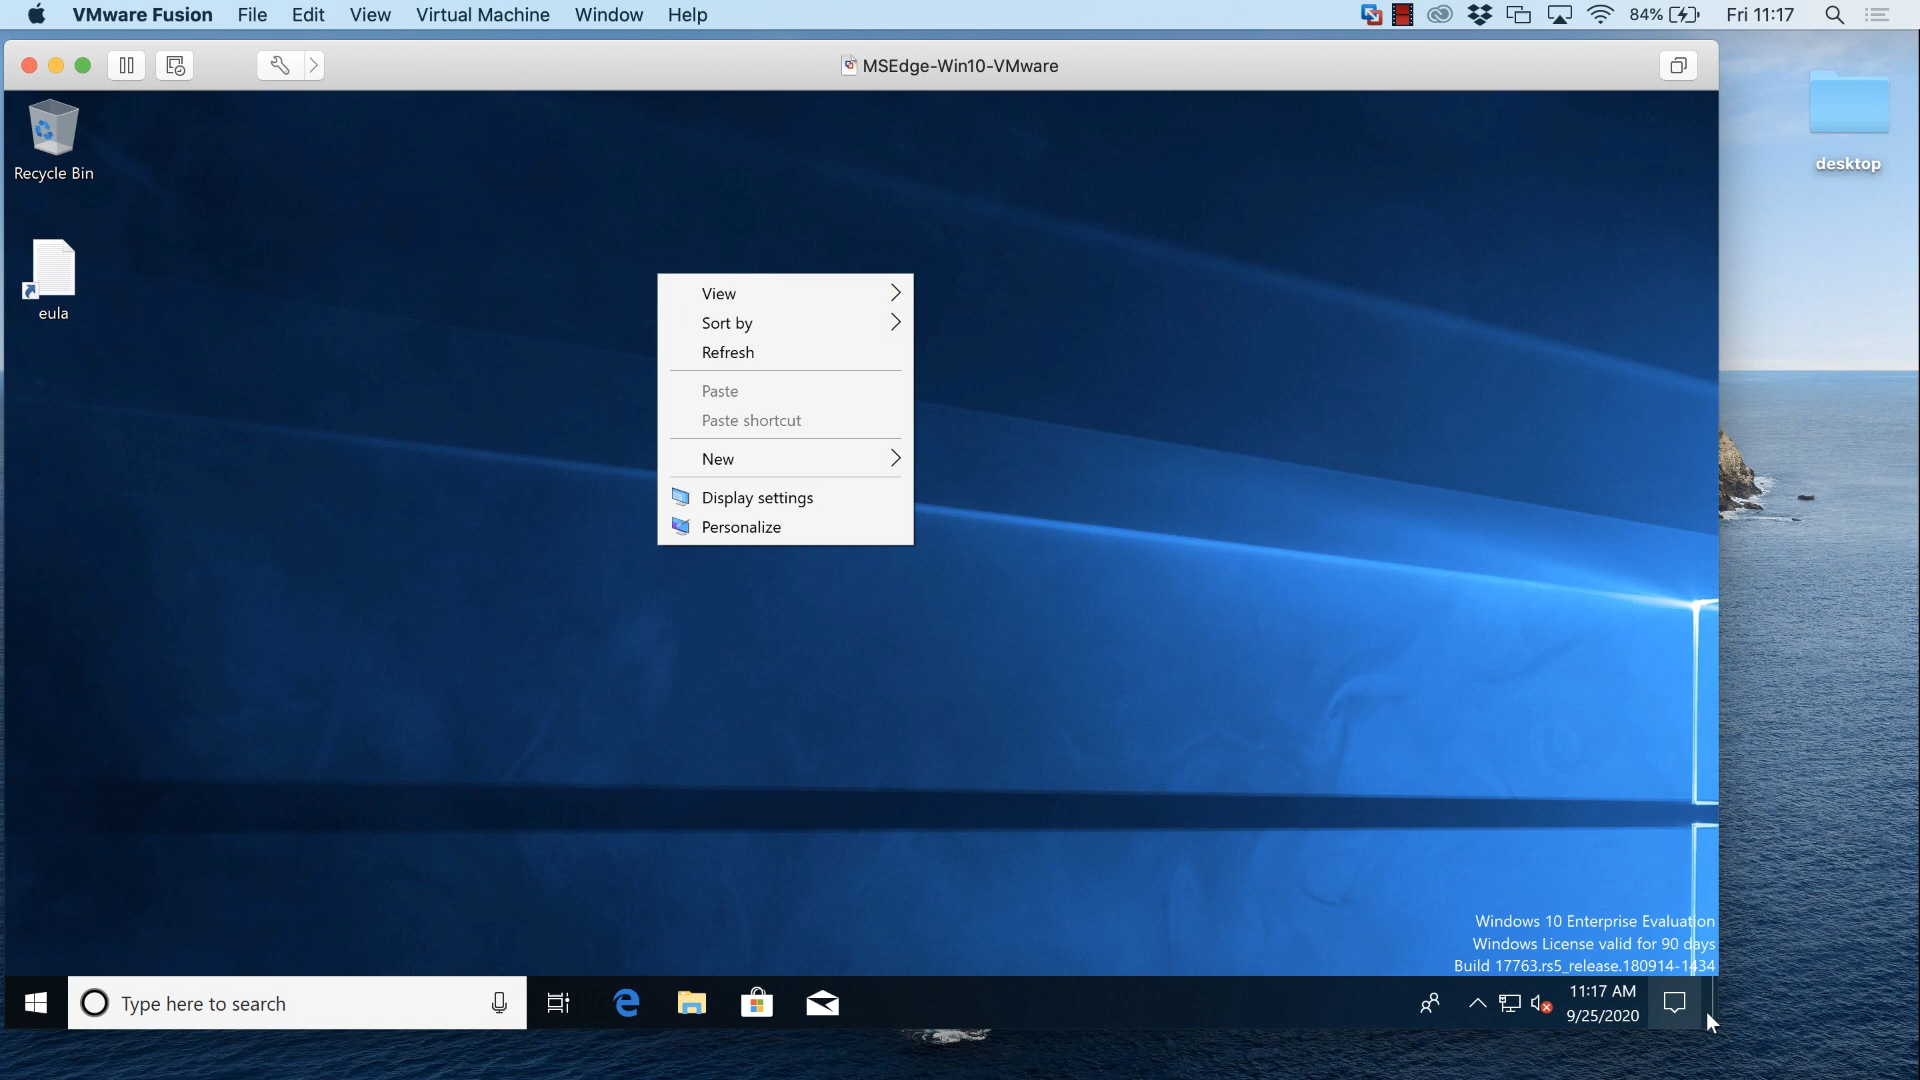 VMware Fusion File Edit View Virtual Machine Window Help 84% Fri 11:17
MSEdge-Win10-VMware
Recycle Bin
eula
desktop
View
Sort by
Refresh
Paste
Paste shortcut
New
Display settings
Personalize
Windows 10 Enterprise Evaluation
Windows License valid for 90 days
Build 17763.rs5_release.180914-1434
Type here to search
11:17 AM
9/25/2020